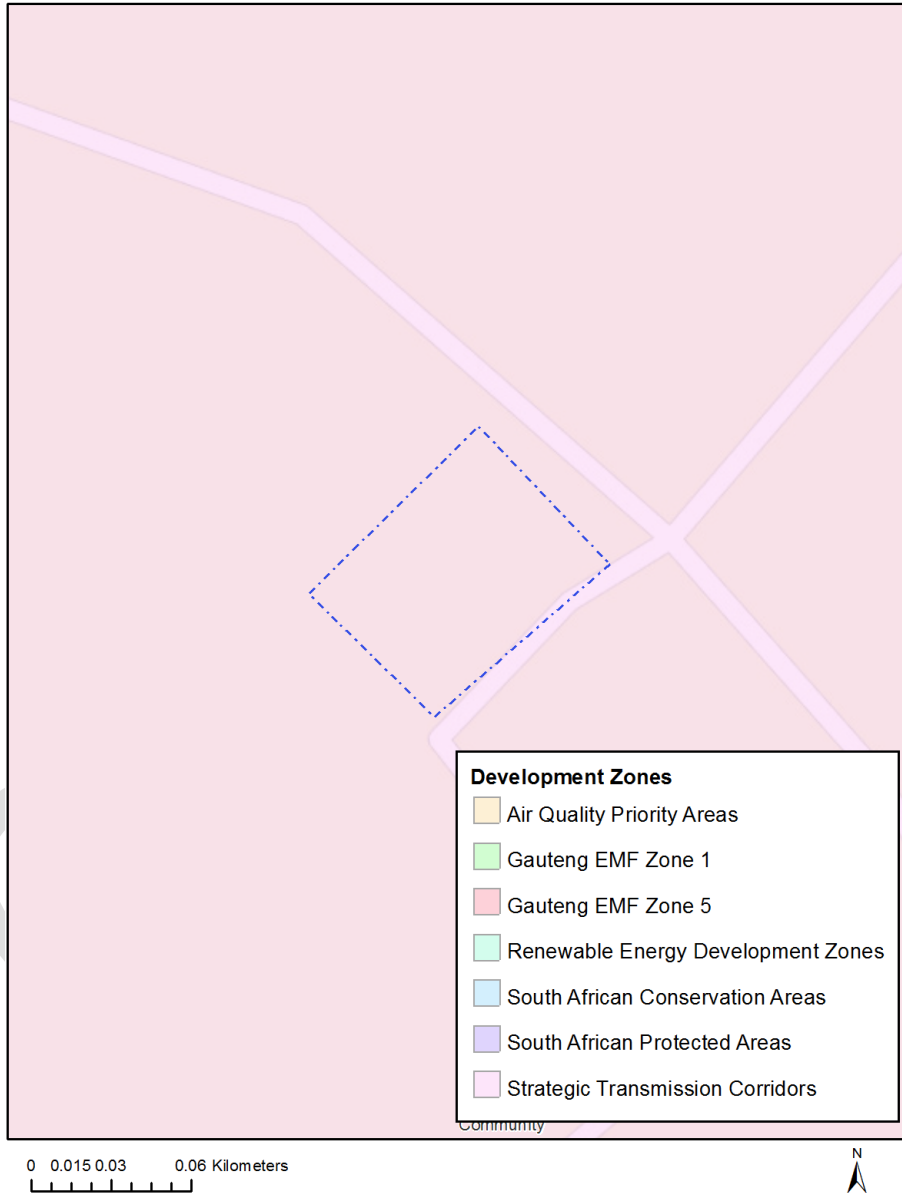 Development Zones
Air Quality Priority Areas
Gauteng EMF Zone 1
Gauteng EMF Zone 5
Renewable Energy Development Zones
South African Conservation Areas
South African Protected Areas
Strategic Transmission Corridors
Community
0 0.015 0.03 0.06 Kilometers
N